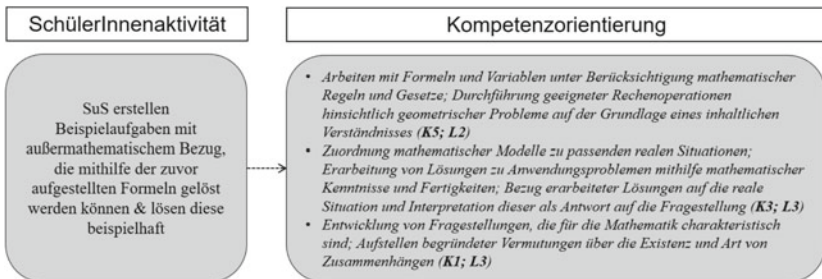 SchülerInnenaktivität
Kompetenzorientierung
SuS erstellen
Beispielaufgaben mit
außermathematischem Bezug,
die mithilfe der zuvor
aufgestellten Formeln gelöst
werden können & lösen diese
beispielhaft
• Arbeiten mit Formeln und Variablen unter Berücksichtigung mathematischer
Regeln und Gesetze; Durchführung geeigneter Rechenoperationen
hinsichtlich geometrischer Probleme auf der Grundlage eines inhaltlichen
Verständnisses (K5; L2)
• Zuordnung mathematischer Modelle zu passenden realen Situationen;
Erarbeitung von Lösungen zu Anwendungsproblemen mithilfe mathematischer
Kenntnisse und Fertigkeiten; Bezug erarbeiteter Lösungen auf die reale
Situation und Interpretation dieser als Antwort auf die Fragestellung (K3; L3)
• Entwicklung von Fragestellungen, die für die Mathematik charakteristisch
sind; Aufstellen begründeter Vermutungen über die Existenz und Art von
Zusammenhängen (K1; L3)